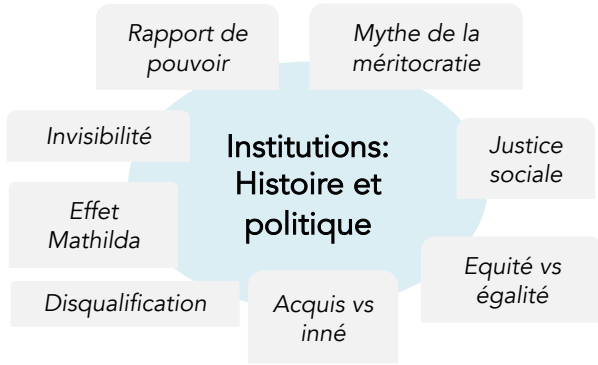 Rapport de
pouvoir
Mythe de la
méritocratie
Invisibilité
Institutions:
Histoire et
politique
Justice
sociale
Effet
Mathilda
Equité vs
égalité
Disqualification
Acquis vs
inné